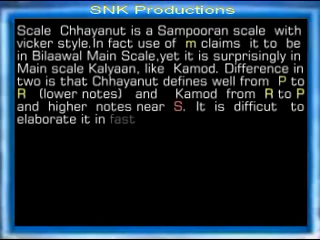 SNK Productions
Scale Chhayanut is a Sampooran scale with
vicker style.In fact use of m claims it to be
in Bilaawal Main Scale,yet it is surprisingly in
Main scale Kalyaan, like Kamod. Difference in
two is that Chhayanut defines well from P to
R (lower notes) and Kamod from R to P
and higher notes near S. It is difficut to
elaborate it in fast